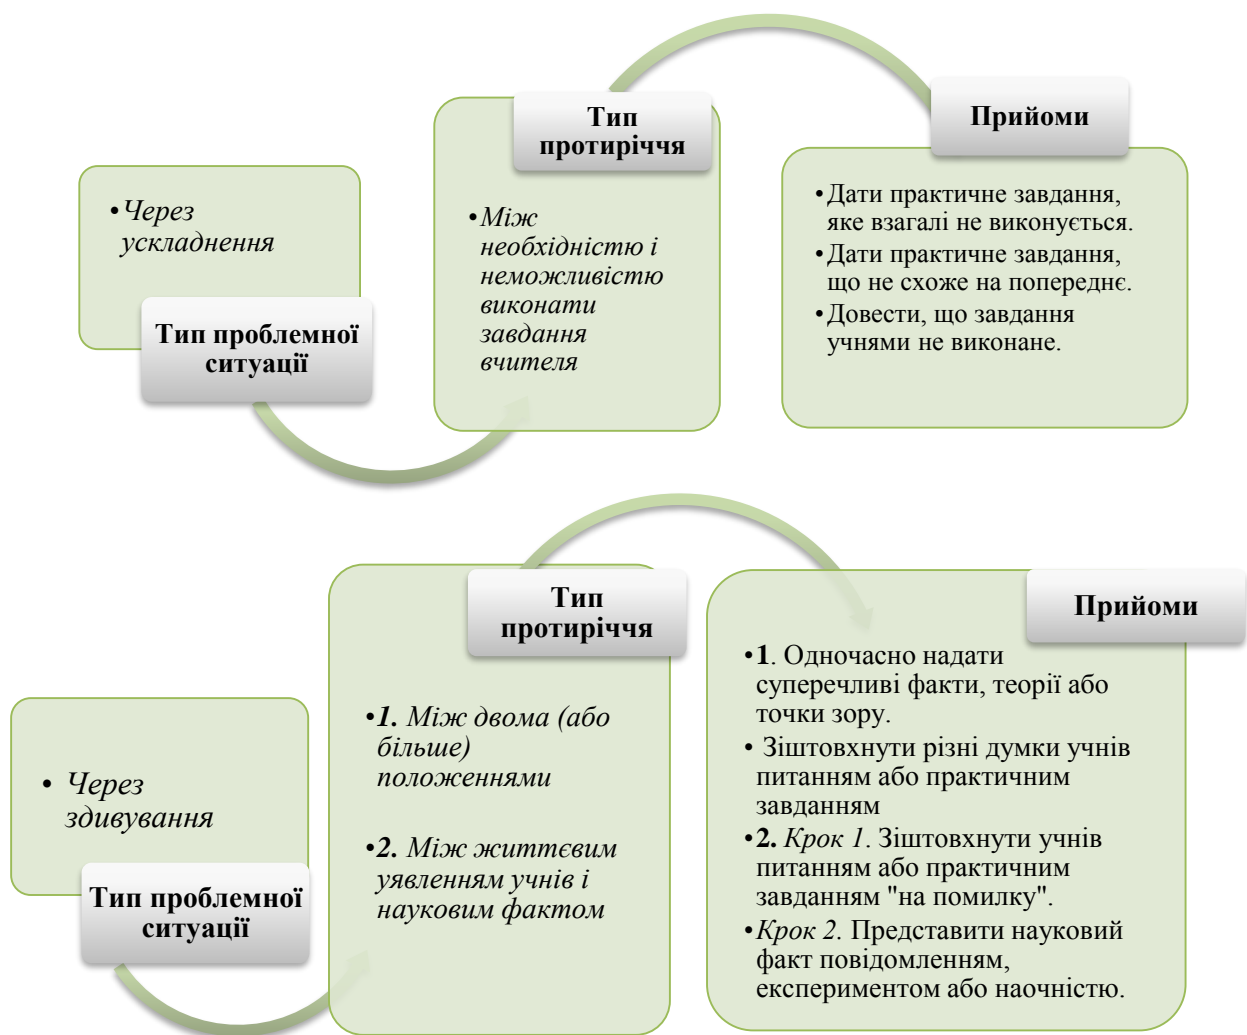 •Через
ускладнення
Тип проблемної
ситуації
Тип
протиріччя
•Між
необхідністю і
неможливістю
виконати
завдання
вчителя
Прийоми
•Дати практичне завдання,
яке взагалі не виконується.
•Дати практичне завдання,
що не схоже на попереднє.
•Довести, що завдання
учнями не виконане.
• Через
здивування
Тип проблемної
ситуації
Тип
протиріччя
•1. Між двома (або
більше)
положеннями
•2. Між життєвим
уявленням учнів і
науковим фактом
Прийоми
•1. Одночасно надати
суперечливі факти, теорії або
точки зору.
• Зіштовхнути різні думки учнів
питанням або практичним
завданням
•2. Крок 1. Зіштовхнути учнів
питанням або практичним
завданням "на помилку".
•Крок 2. Представити науковий
факт повідомленням,
експериментом або наочністю.